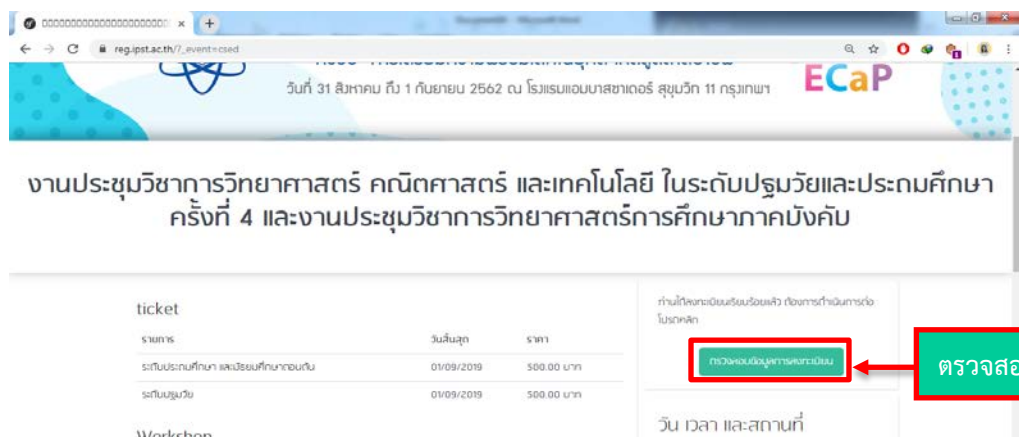 reg.ipst.ac.th/?_event=csed
วันที่ 31 สิงหาคม ถึง 1 กันยายน 2562 ณ โรงแรมแอมบาสซาเดอร์ สุขุมวิท 11 กรุงเทพฯ
ECaP
งานประชุมวิชาการวิทยาศาสตร์ คณิตศาสตร์ และเทคโนโลยี ในระดับปฐมวัยและประถมศึกษา
ครั้งที่ 4 และงานประชุมวิชาการวิทยาศาสตร์การศึกษาภาคบังคับ
ticket
รายการ วันสิ้นสุด ราคา
ระดับประถมศึกษา และมัธยมศึกษาตอนต้น 01/09/2019 500.00 บาท
ระดับปฐมวัย 01/09/2019 500.00 บาท
Workshop
ท่านได้ลงทะเบียนเรียบร้อยแล้ว ต้องการดำเนินการต่อ
โปรดคลิก
ตรวจสอบข้อมูลการลงทะเบียน
ตรวจสอ
วัน เวลา และสถานที่